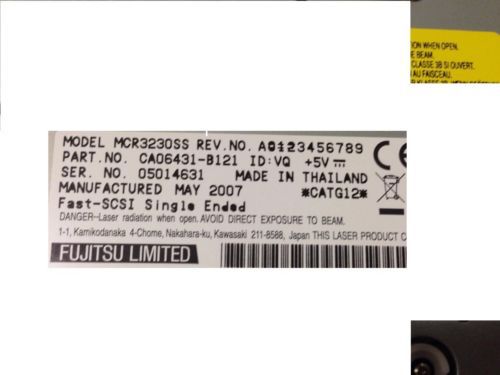 ION WHEN OPEN.
E BEAM.
CLASSE 3B SI OUVERT.
AU FAISCEAU.
MODEL MCR3230SS REV.NO. A0123456789
PART.NO. CA06431-B121 ID:VQ +5V
SER. NO. 05014631 MADE IN THAILAND
MANUFACTURED MAY 2007 *CATG12*
Fast-SCSI Single Ended
DANGER-Laser radiation when open. AVOID DIRECT EXPOSURE TO BEAM.
1-1, Kamikodanaka 4-Chome, Nakahara-ku, Kawasaki 211-8588, Japan THIS LASER PRODUCT C
FUJITSU LIMITED